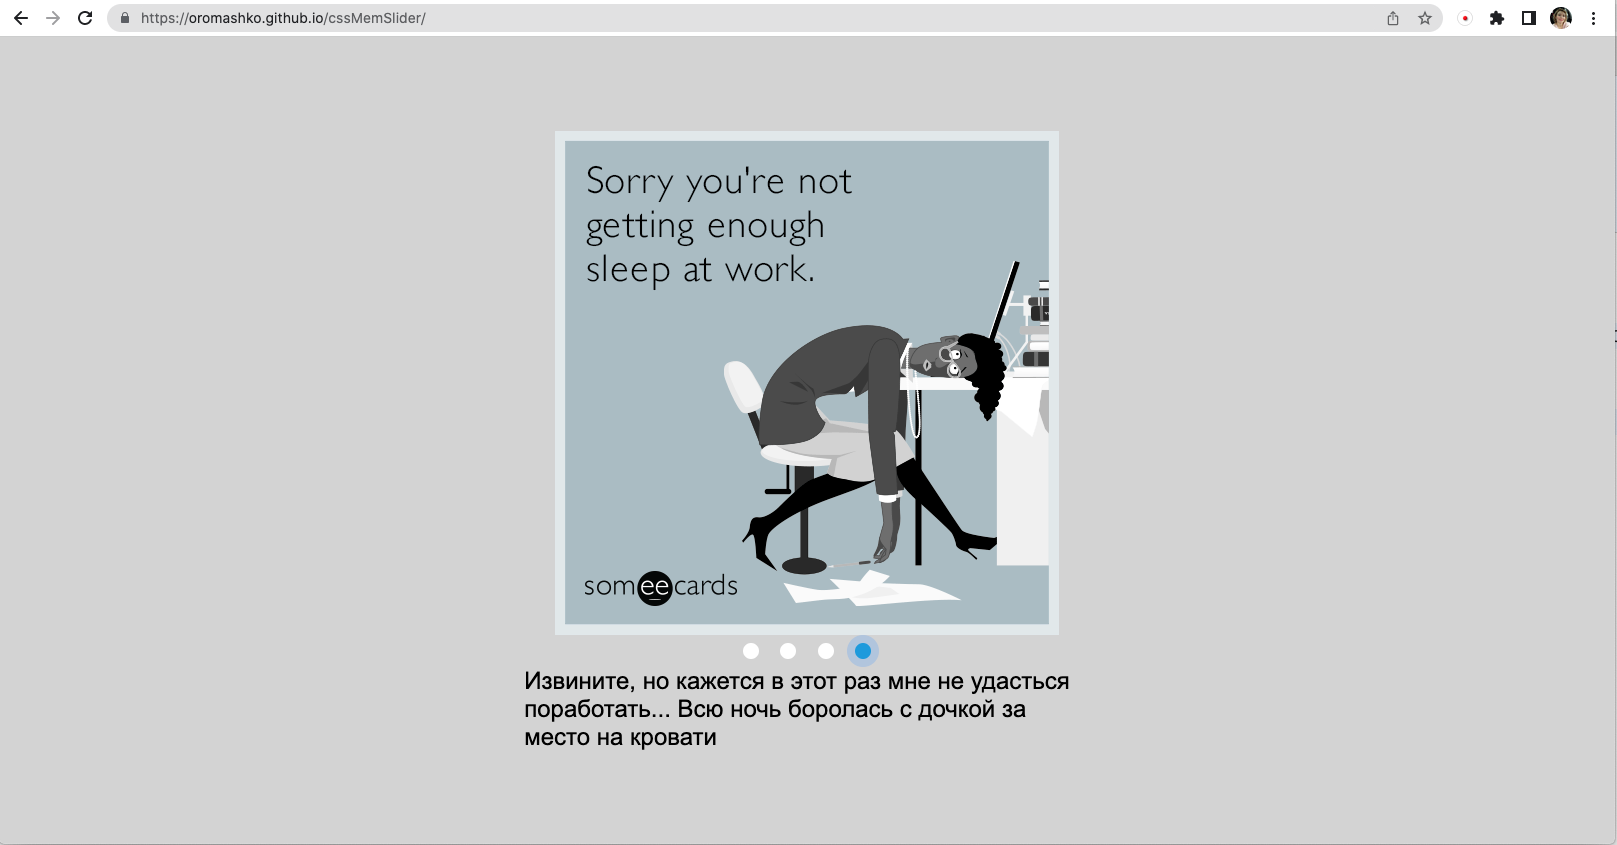 https://oromashko.github.io/cssMemSlider/
Sorry you're not
getting enough
sleep at work.
someecards
Извините, но кажется в этот раз мне не удасться
поработать... Всю ночь боролась с дочкой за
место на кровати